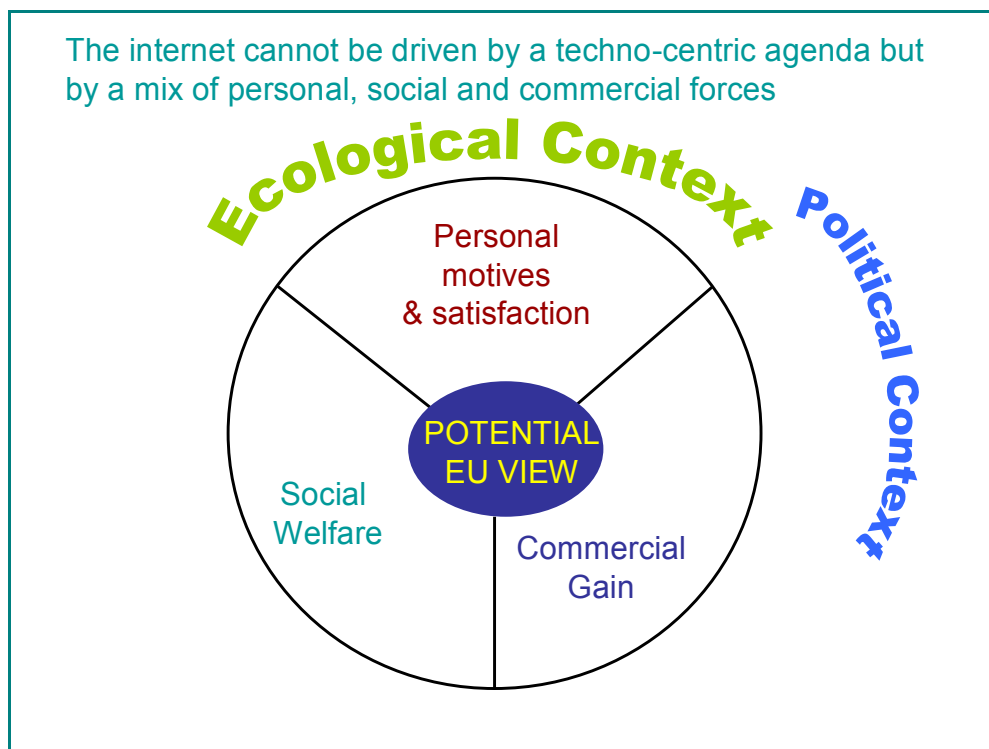 The internet cannot be driven by a techno-centric agenda but
by a mix of personal, social and commercial forces
Ecological Context
Political Context
Personal
motives
& satisfaction
POTENTIAL
EU VIEW
Social
Welfare
Commercial
Gain